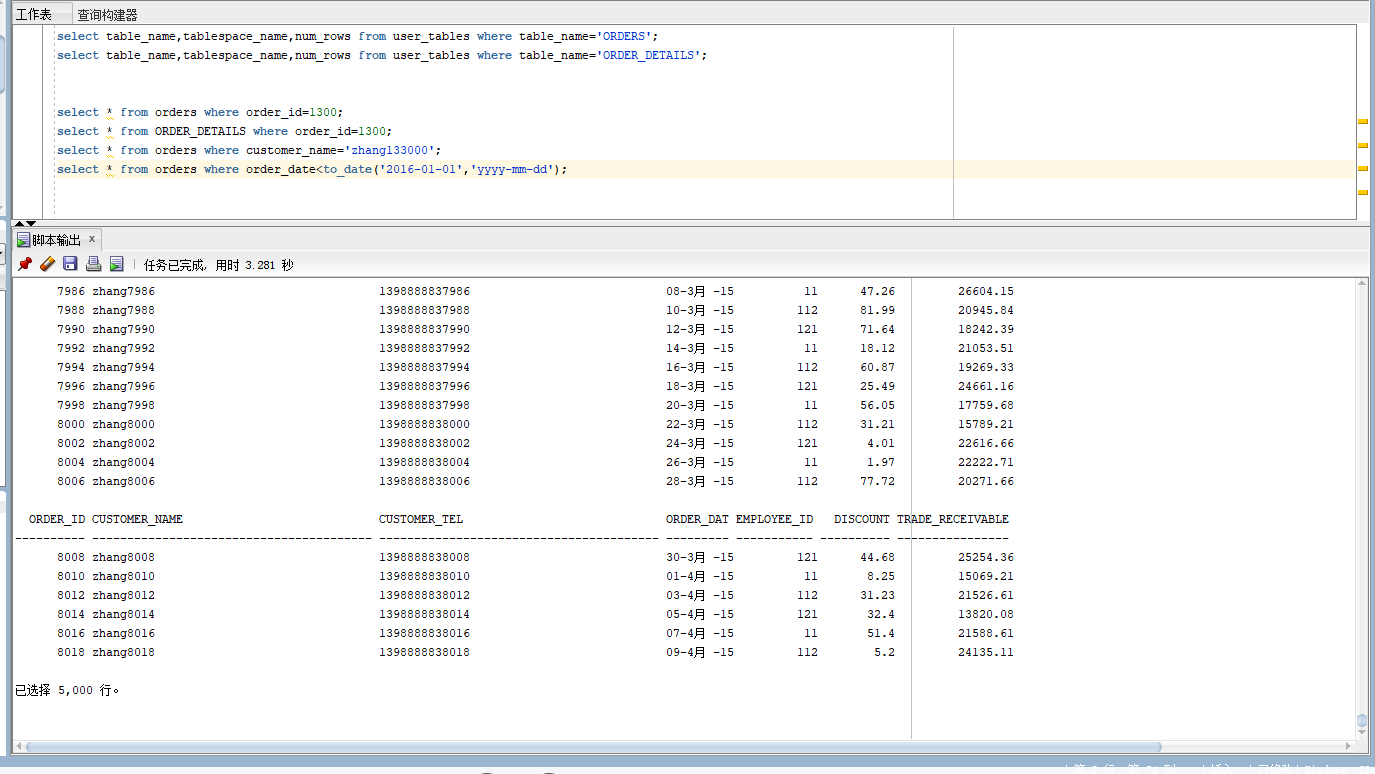 工作表 查询构建器
select table_name,tablespace_name,num_rows from user_tables where table_name='ORDERS';
select table_name,tablespace_name,num_rows from user_tables where table_name='ORDER_DETAILS';
select * from orders where order_id=1300;
select * from ORDER_DETAILS where order_id=1300;
select * from orders where customer_name='zhang133000';
select * from orders where order_date<to_date('2016-01-01','yyyy-mm-dd');
脚本输出 x
任务已完成, 用时 3.281 秒
7986 zhang7986 1398888837986 08-3月 -15 11 47.26 26604.15
7988 zhang7988 1398888837988 10-3月 -15 112 81.99 20945.84
7990 zhang7990 1398888837990 12-3月 -15 121 71.64 18242.39
7992 zhang7992 1398888837992 14-3月 -15 11 18.12 21053.51
7994 zhang7994 1398888837994 16-3月 -15 112 60.87 19269.33
7996 zhang7996 1398888837996 18-3月 -15 121 25.49 24661.16
7998 zhang7998 1398888837998 20-3月 -15 11 56.05 17759.68
8000 zhang8000 1398888838000 22-3月 -15 112 31.21 15789.21
8002 zhang8002 1398888838002 24-3月 -15 121 4.01 22616.66
8004 zhang8004 1398888838004 26-3月 -15 11 1.97 22222.71
8006 zhang8006 1398888838006 28-3月 -15 112 77.72 20271.66
ORDER_ID CUSTOMER_NAME CUSTOMER_TEL ORDER_DAT EMPLOYEE_ID DISCOUNT TRADE_RECEIVABLE
---------- ---------------------------------------- ---------------------------------------- --------- ----------- ---------- ----------------
8008 zhang8008 1398888838008 30-3月 -15 121 44.68 25254.36
8010 zhang8010 1398888838010 01-4月 -15 11 8.25 15069.21
8012 zhang8012 1398888838012 03-4月 -15 112 31.23 21526.61
8014 zhang8014 1398888838014 05-4月 -15 121 32.4 13820.08
8016 zhang8016 1398888838016 07-4月 -15 11 51.4 21588.61
8018 zhang8018 1398888838018 09-4月 -15 112 5.2 24135.11
已选择 5,000 行。